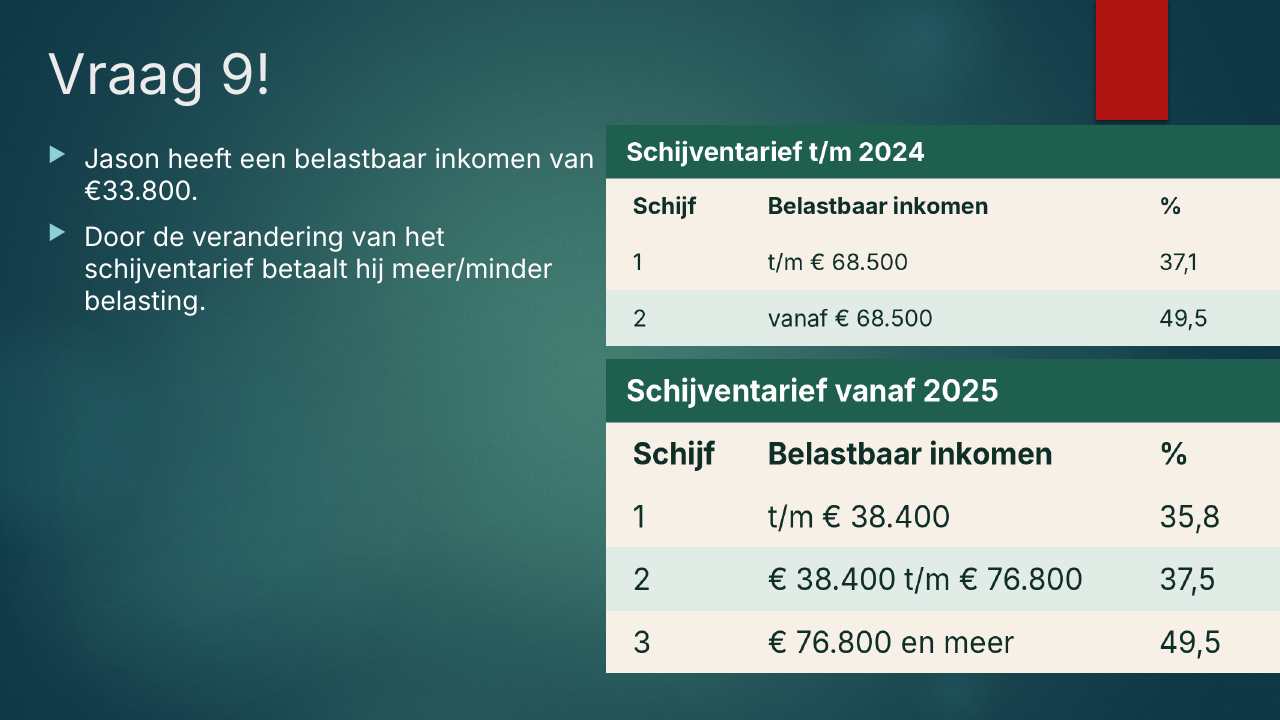 Vraag 9!
Jason heeft een belastbaar inkomen van
€33.800.
Door de verandering van het
schijventarief betaalt hij meer/minder
belasting.
Schijventarief t/m 2024
Schijf Belastbaar inkomen %
1 t/m € 68.500 37,1
2 vanaf € 68.500 49,5
Schijventarief vanaf 2025
Schijf Belastbaar inkomen %
1 t/m € 38.400 35,8
2 € 38.400 t/m € 76.800 37,5
3 € 76.800 en meer 49,5